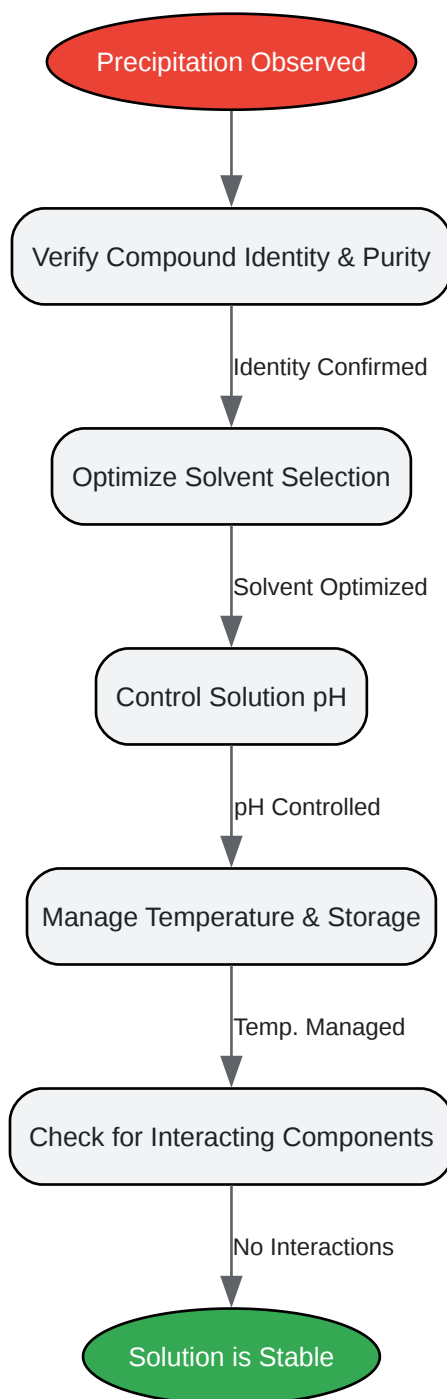 Precipitation Observed
Verify Compound Identity & Purity
Identity Confirmed
Optimize Solvent Selection
Solvent Optimized
Control Solution pH
pH Controlled
Manage Temperature & Storage
Temp. Managed
Check for Interacting Components
No Interactions
Solution is Stable